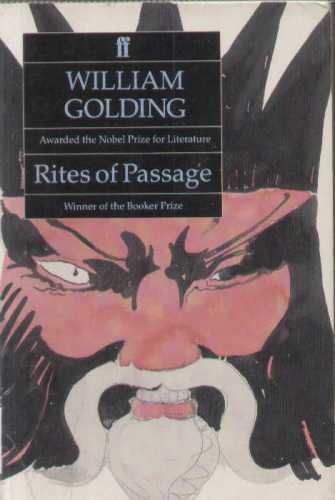 ff
WILLIAM
GOLDING
Awarded the Nobel Prize for Literature
Rites of Passage
Winner of the Booker Prize